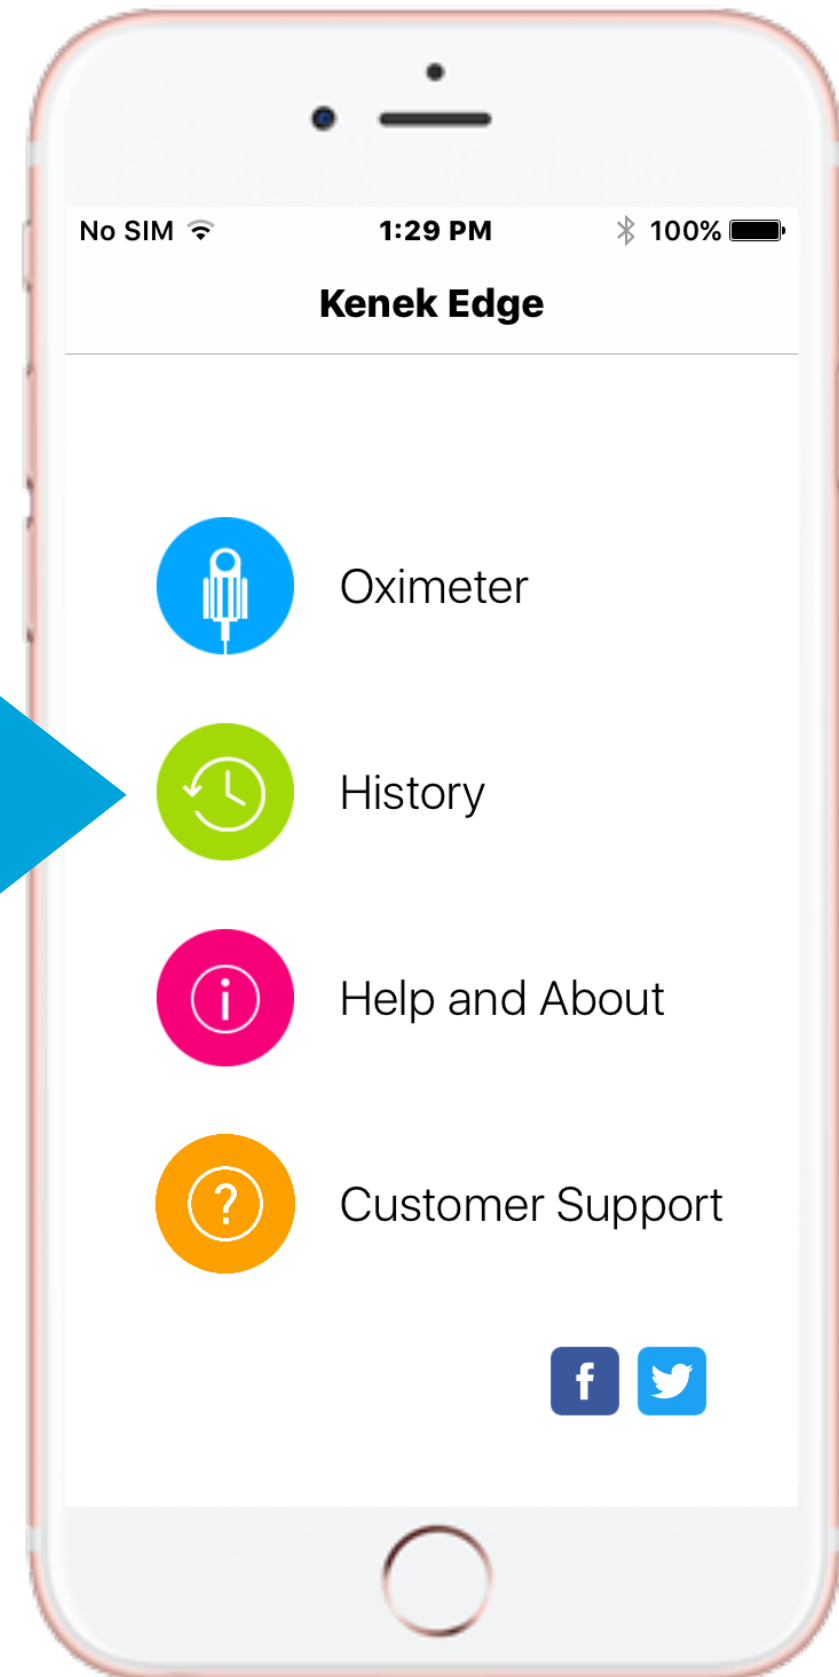 No SIM 1:29 PM 100%
Kenek Edge
Oximeter
History
Help and About
Customer Support